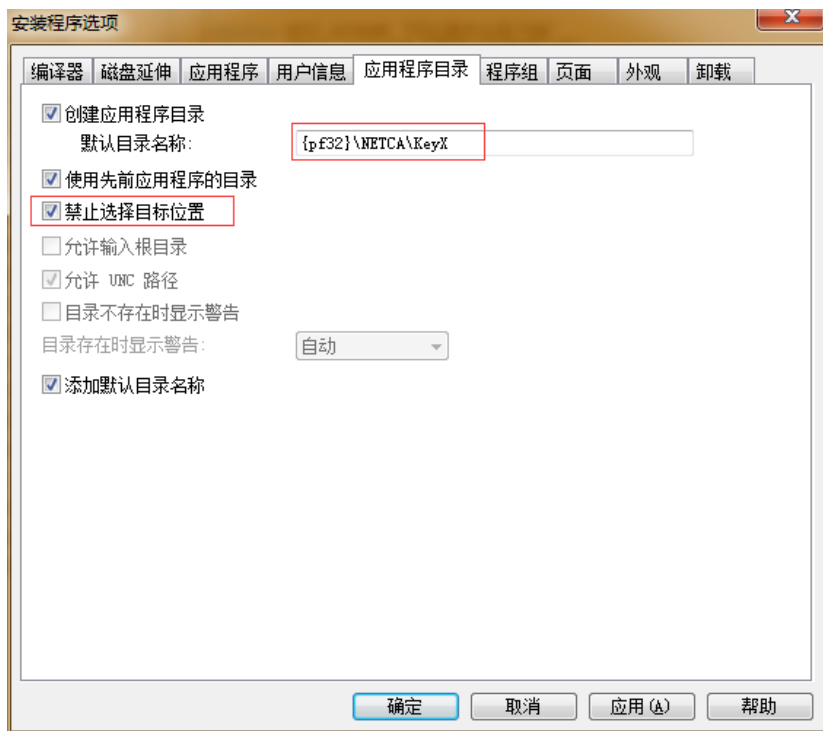 安装程序选项
编译器 磁盘延伸 应用程序 用户信息 应用程序目录 程序组 页面 外观 卸载
创建应用程序目录
默认目录名称: {pf32}\NETCA\KeyX
使用先前应用程序的目录
禁止选择目标位置
允许输入根目录
允许 UNC 路径
目录不存在时显示警告
目录存在时显示警告: 自动
添加默认目录名称
确定 取消 应用(A) 帮助